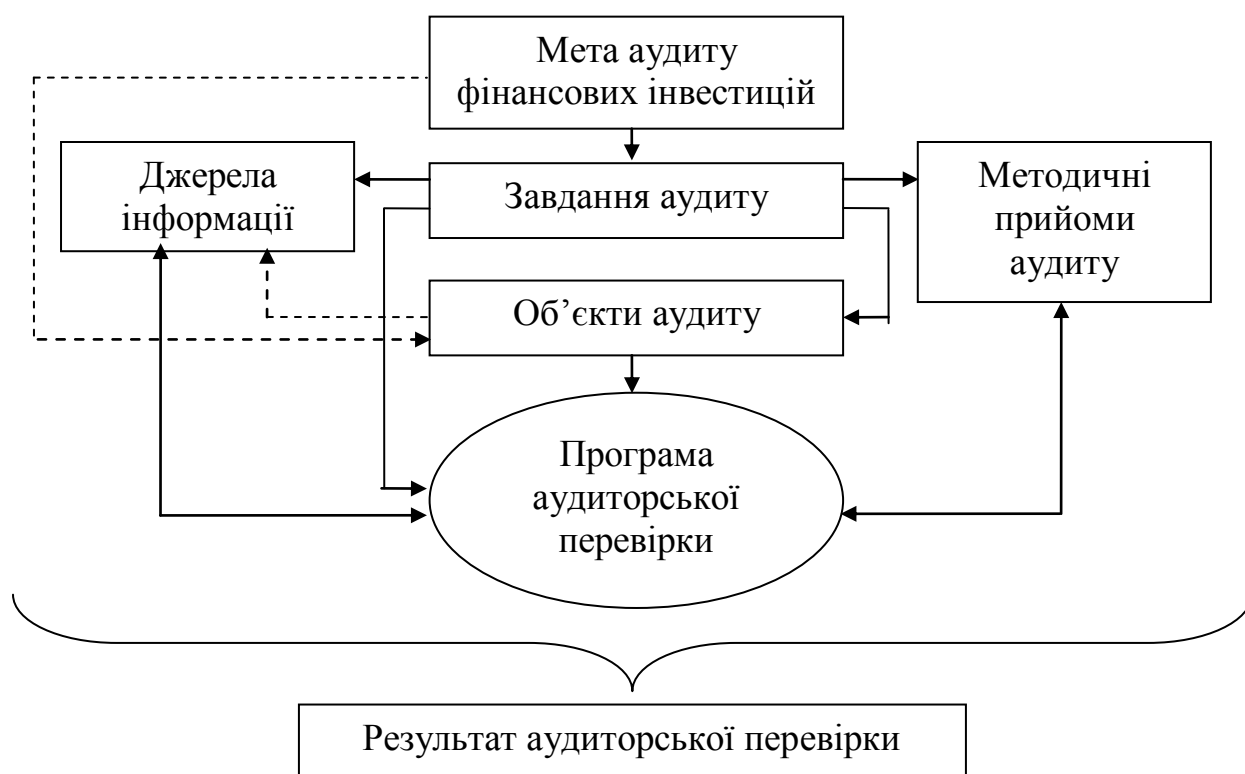 Мета аудиту
фінансових інвестицій
Джерела
інформації
Завдання аудиту
Методичні
прийоми
аудиту
Об’єкти аудиту
Програма
аудиторської
перевірки
Результат аудиторської перевірки